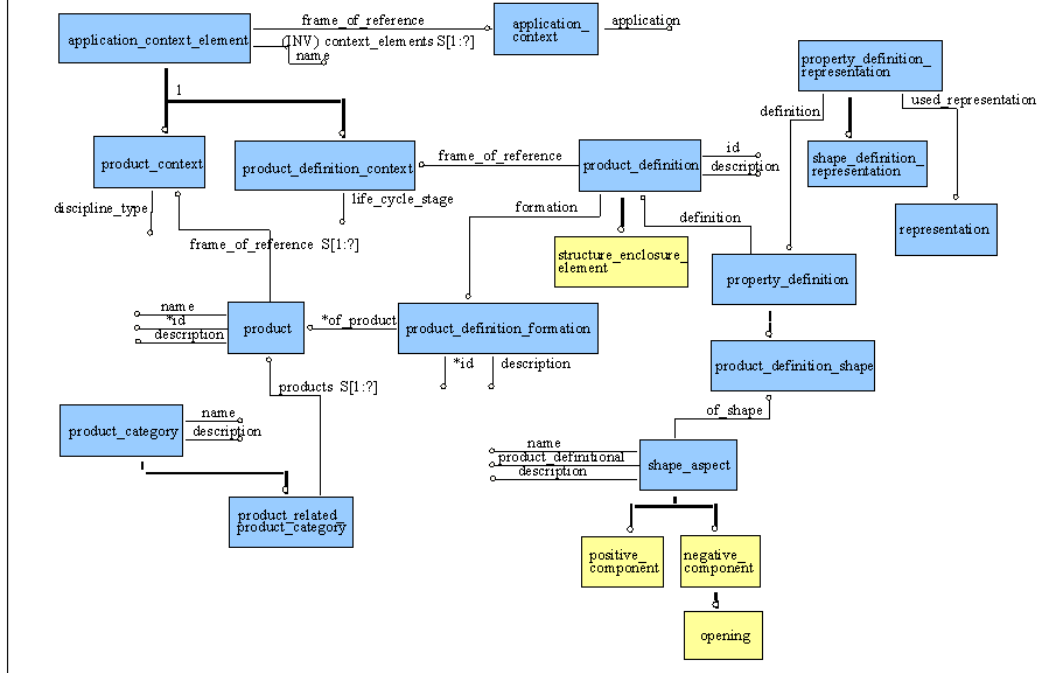 frame_of_reference
application
application_context_element
application_
context
(INV) context_elements S[1:?]
name
property_definition_
representation
1
used_representation
definition
product_context
product_definition_context
frame_of_reference
product_definition
id
description
shape_definition_
representation
discipline_type
life_cycle_stage
formation
definition
representation
frame_of_reference S[1:?]
structure_enclosure_
element
property_definition
name
*id
description
product
*of_product
product_definition_formation
*id
description
product_definition_shape
products S[1:?]
name
description
product_category
of_shape
name
product_definitional
description
shape_aspect
product_related_
product_category
positive_
component
negative_
component
opening